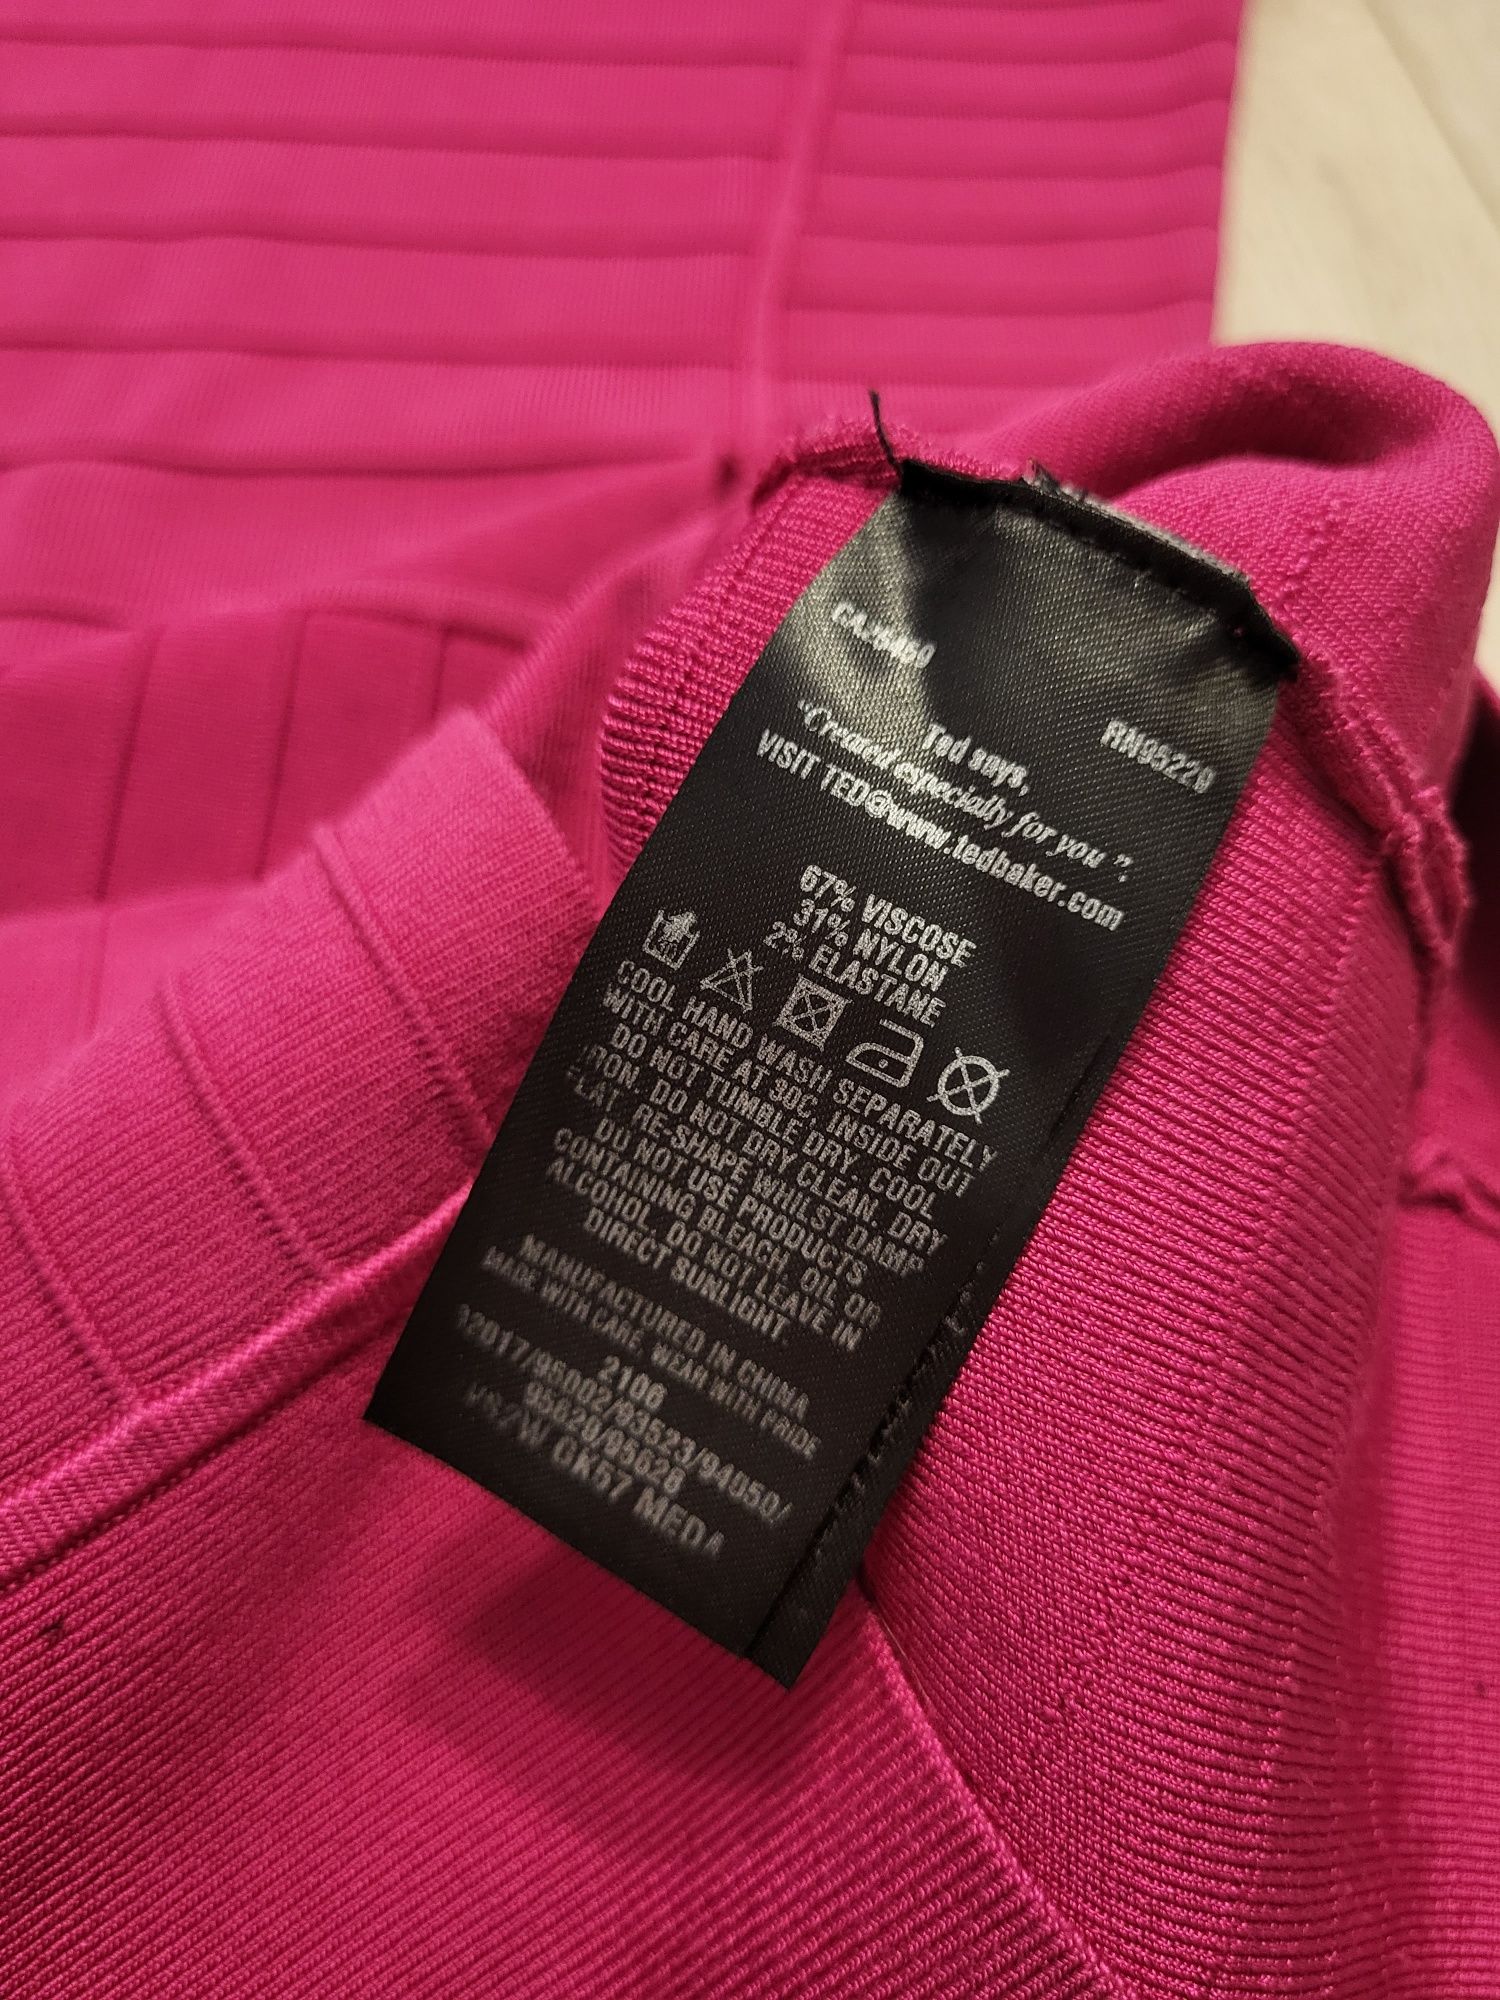 RN95220
Ted says,
"Created especially for you".
VISIT TED@www.tedbaker.com
67% VISCOSE
31% NYLON
2% ELASTANE
COOL HAND WASH SEPARATELY
WITH CARE AT 30C. INSIDE OUT
DO NOT TUMBLE DRY. COOL
IRON. DO NOT DRY CLEAN. DRY
FLAT. RE-SHAPE WHILST DAMP
DO NOT USE PRODUCTS
CONTAINING BLEACH, OIL OR
ALCOHOL. DO NOT LEAVE IN
DIRECT SUNLIGHT.
MANUFACTURED IN CHINA
MADE WITH CARE, WEAR WITH PRIDE
2106
MEDA